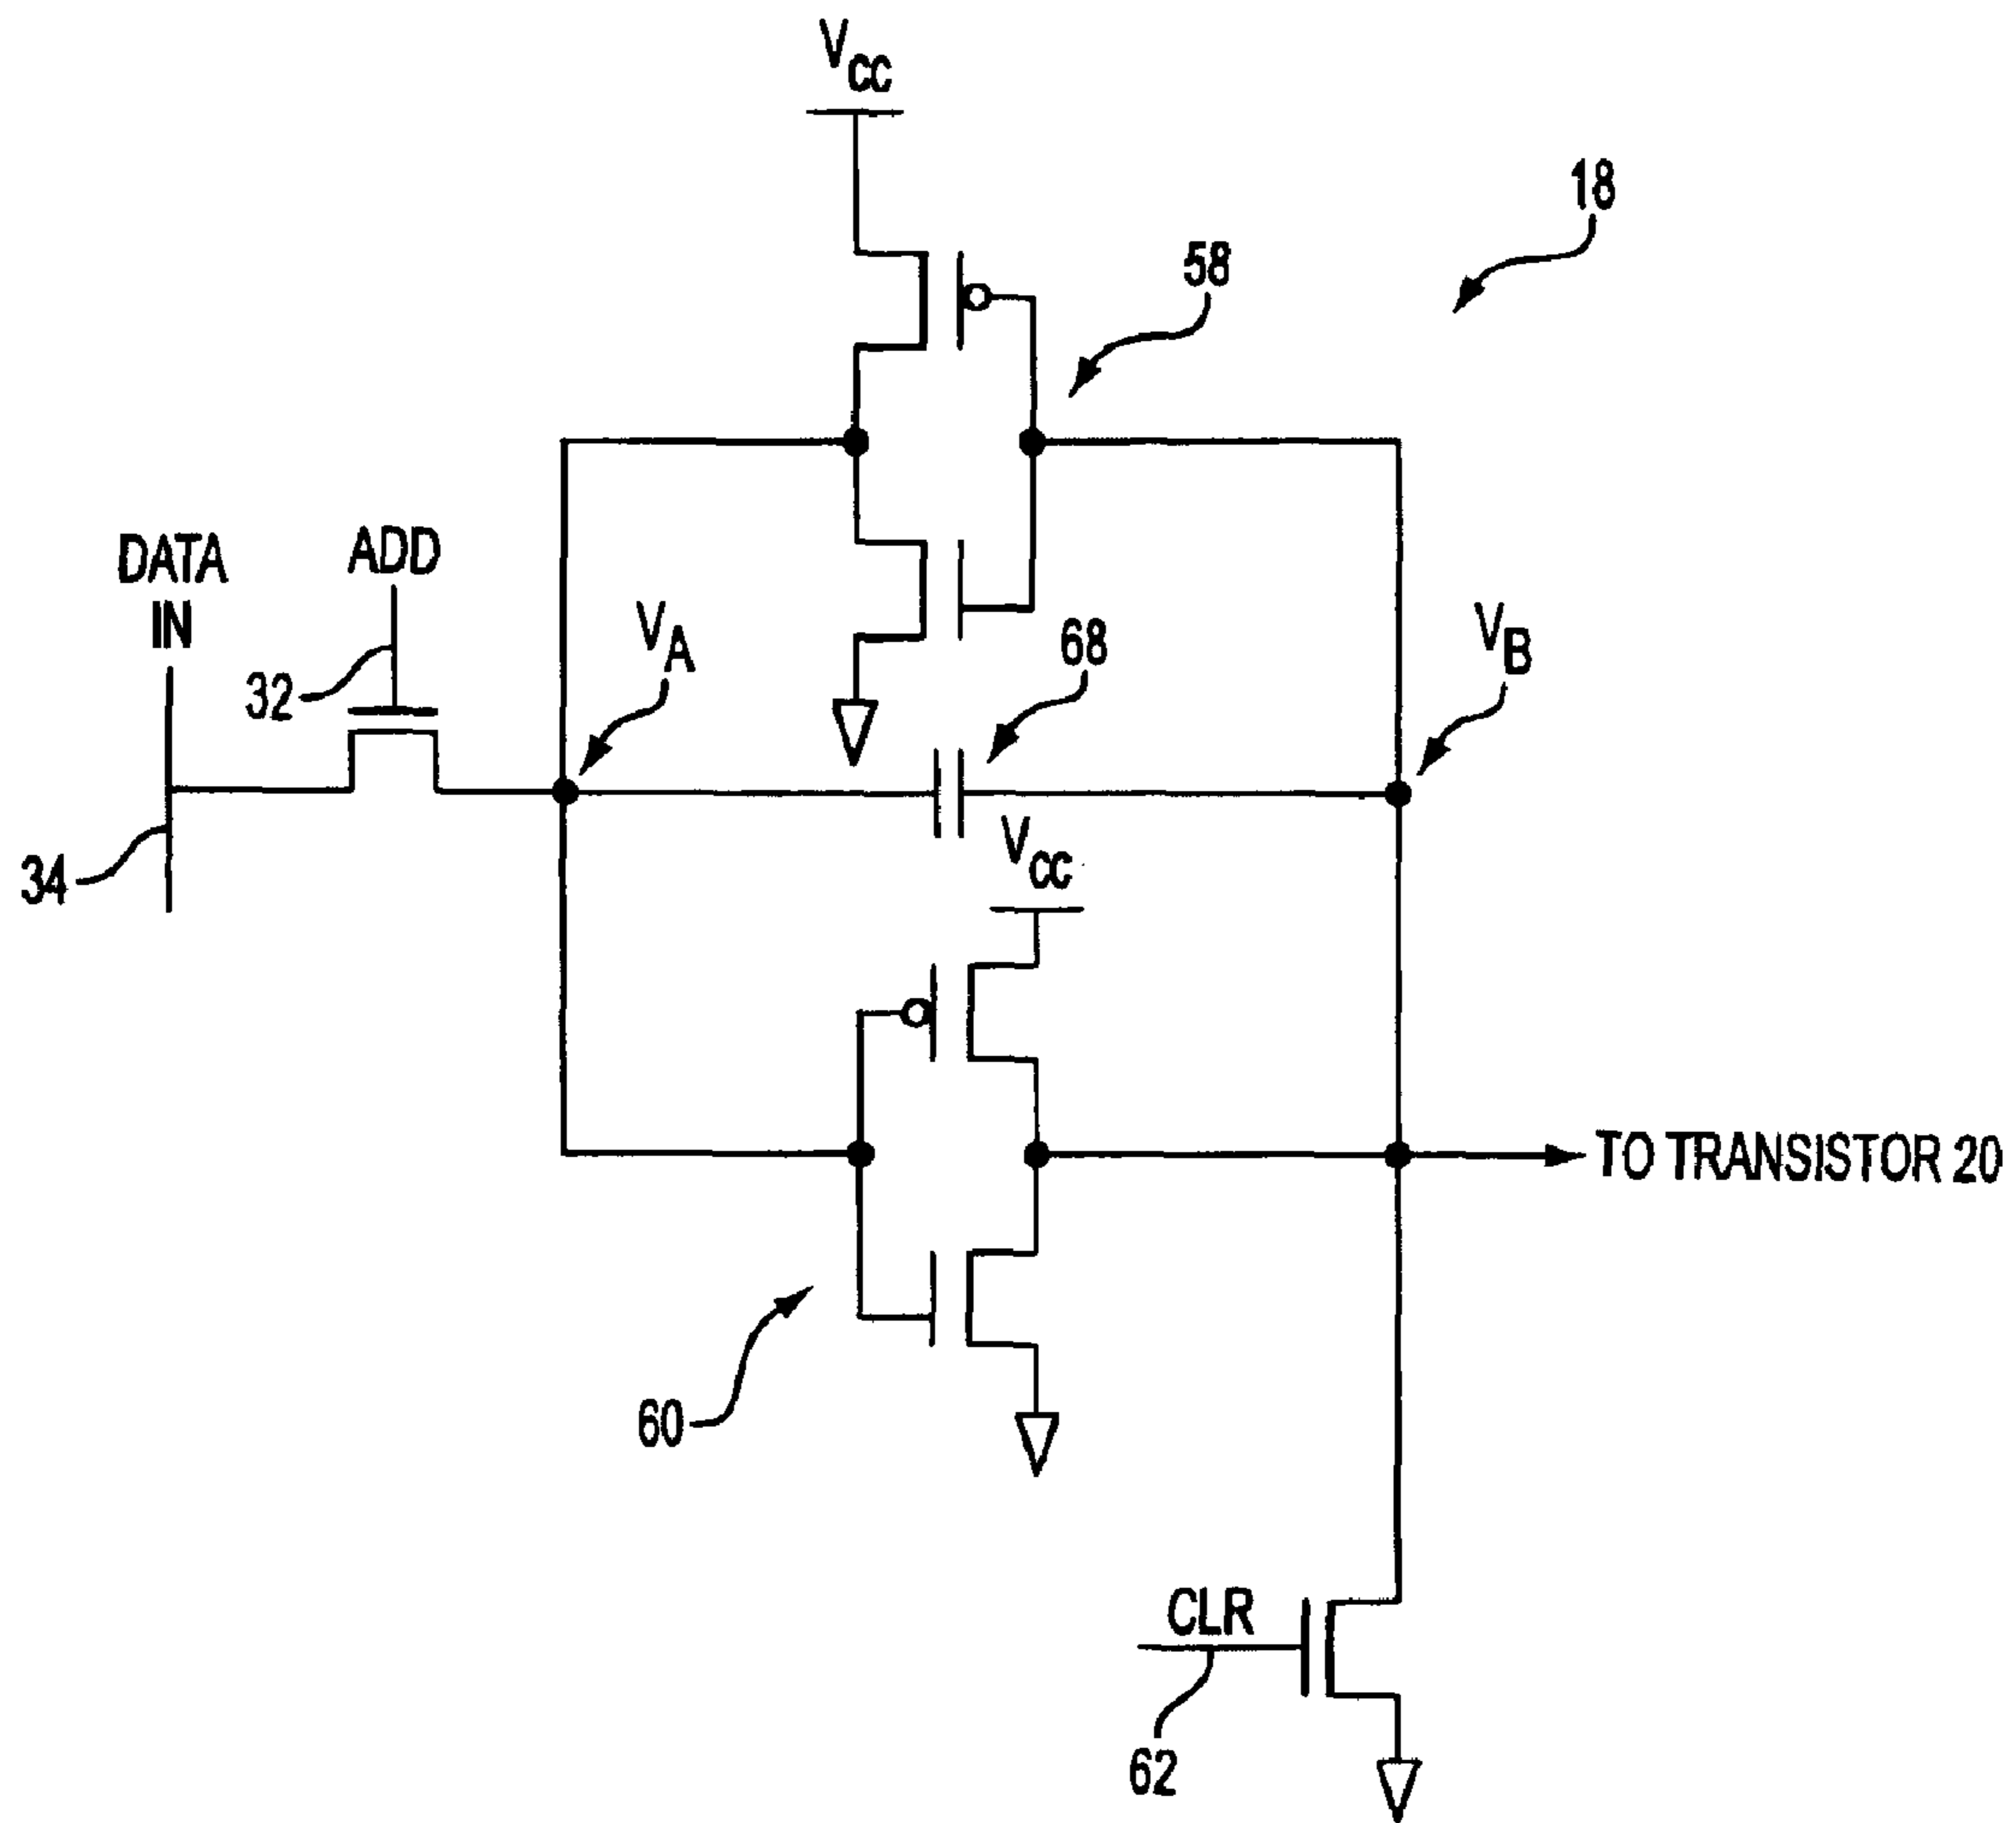 VCC
18
58
DATA
IN
ADD
VA
68
VB
32
VCC
34
TO TRANSISTOR 20
60
CLR
62